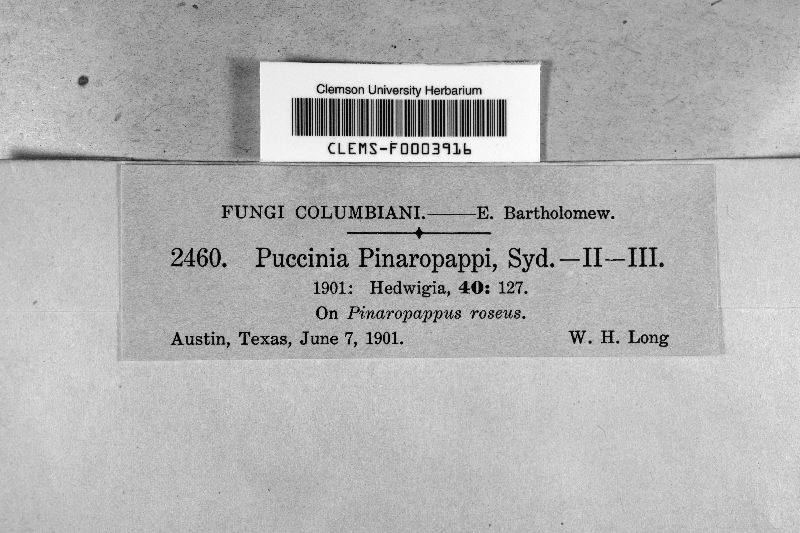 Clemson University Herbarium
CLEMS-F0003916
FUNGI COLUMBIANI.——E. Bartholomew.
2460. Puccinia Pinaropappi, Syd.—II—III.
1901: Hedwigia, 40: 127.
On Pinaropappus roseus.
Austin, Texas, June 7, 1901. W. H. Long